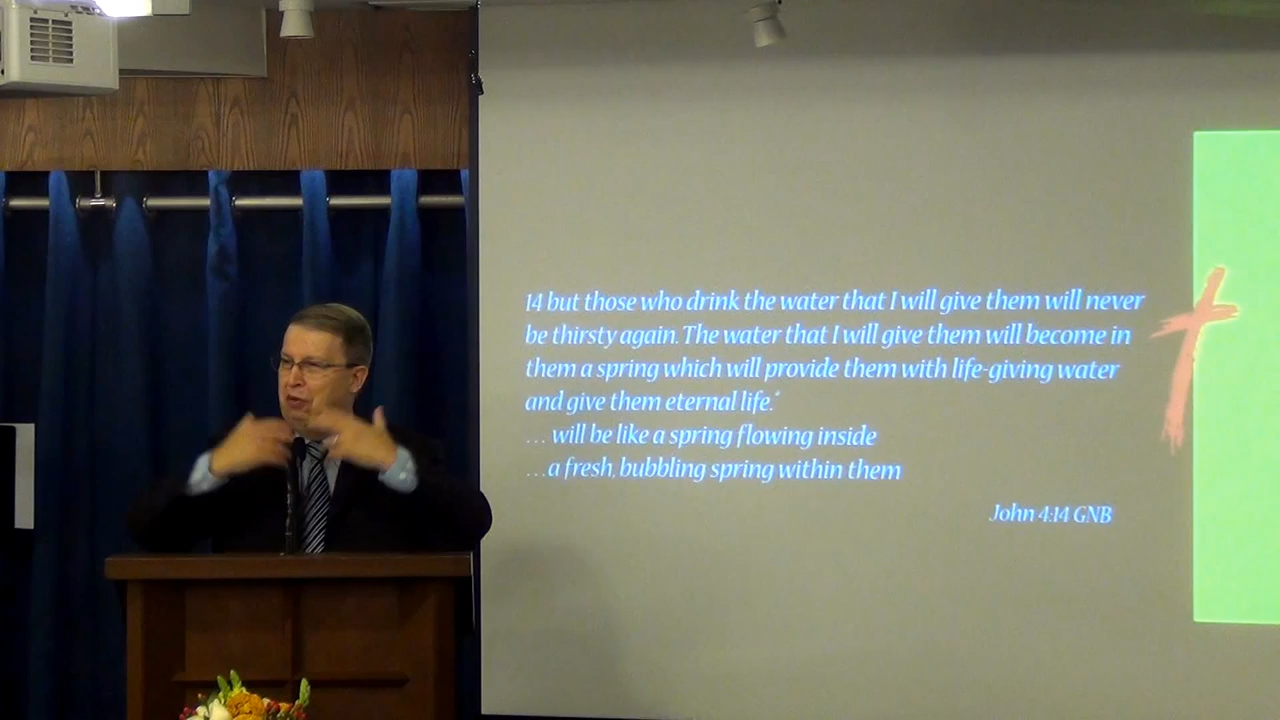 14 but those who drink the water that I will give them will never
be thirsty again. The water that I will give them will become in
them a spring which will provide them with life-giving water
and give them eternal life.“
… will be like a spring flowing inside
…a fresh, bubbling spring within them
John 4:14 GNB